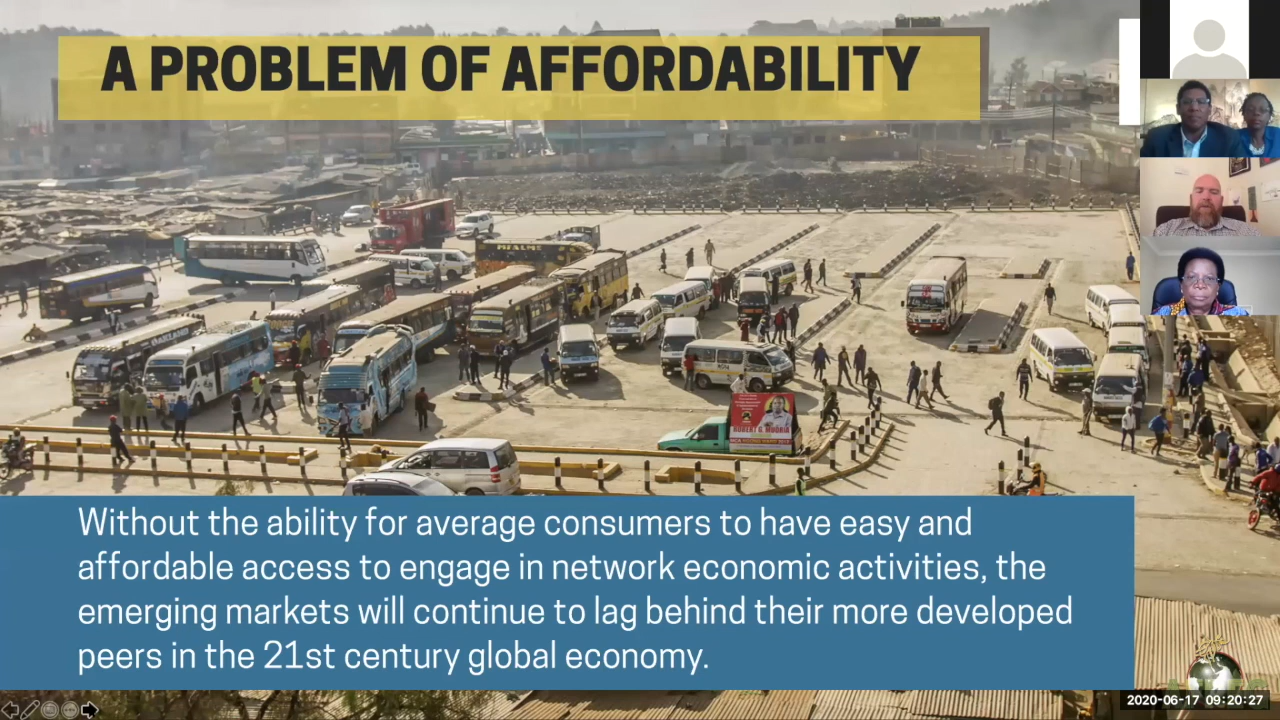 A PROBLEM OF AFFORDABILITY
Without the ability for average consumers to have easy and
affordable access to engage in network economic activities, the
emerging markets will continue to lag behind their more developed
peers in the 21st century global economy.
2020-06-17 09:20:27